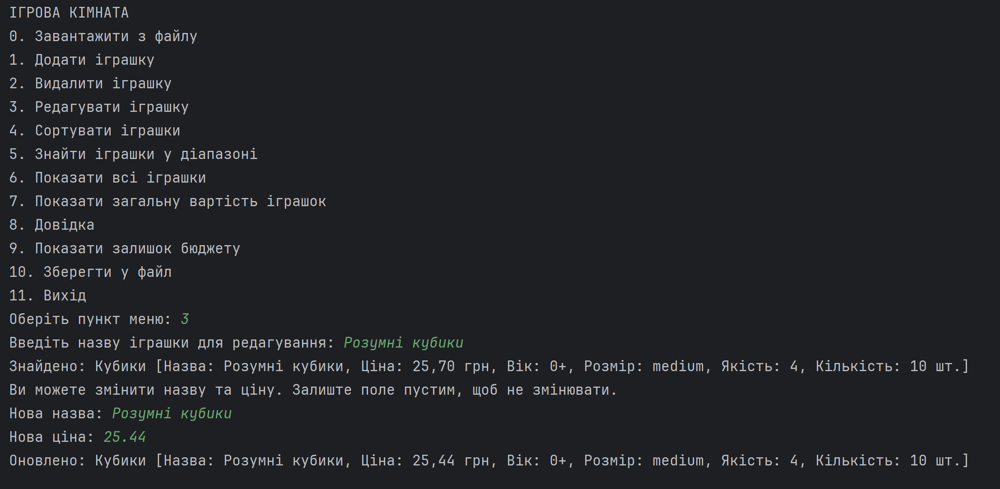 ІГРОВА КІМНАТА
0. Завантажити з файлу
1. Додати іграшку
2. Видалити іграшку
3. Редагувати іграшку
4. Сортувати іграшки
5. Знайти іграшки у діапазоні
6. Показати всі іграшки
7. Показати загальну вартість іграшок
8. Довідка
9. Показати залишок бюджету
10. Зберегти у файл
11. Вихід
Оберіть пункт меню: 3
Введіть назву іграшки для редагування: Розумні кубики
Знайдено: Кубики [Назва: Розумні кубики, Ціна: 25,70 грн, Вік: 0+, Розмір: medium, Якість: 4, Кількість: 10 шт.]
Ви можете змінити назву та ціну. Залиште поле пустим, щоб не змінювати.
Нова назва: Розумні кубики
Нова ціна: 25.44
Оновлено: Кубики [Назва: Розумні кубики, Ціна: 25,44 грн, Вік: 0+, Розмір: medium, Якість: 4, Кількість: 10 шт.]